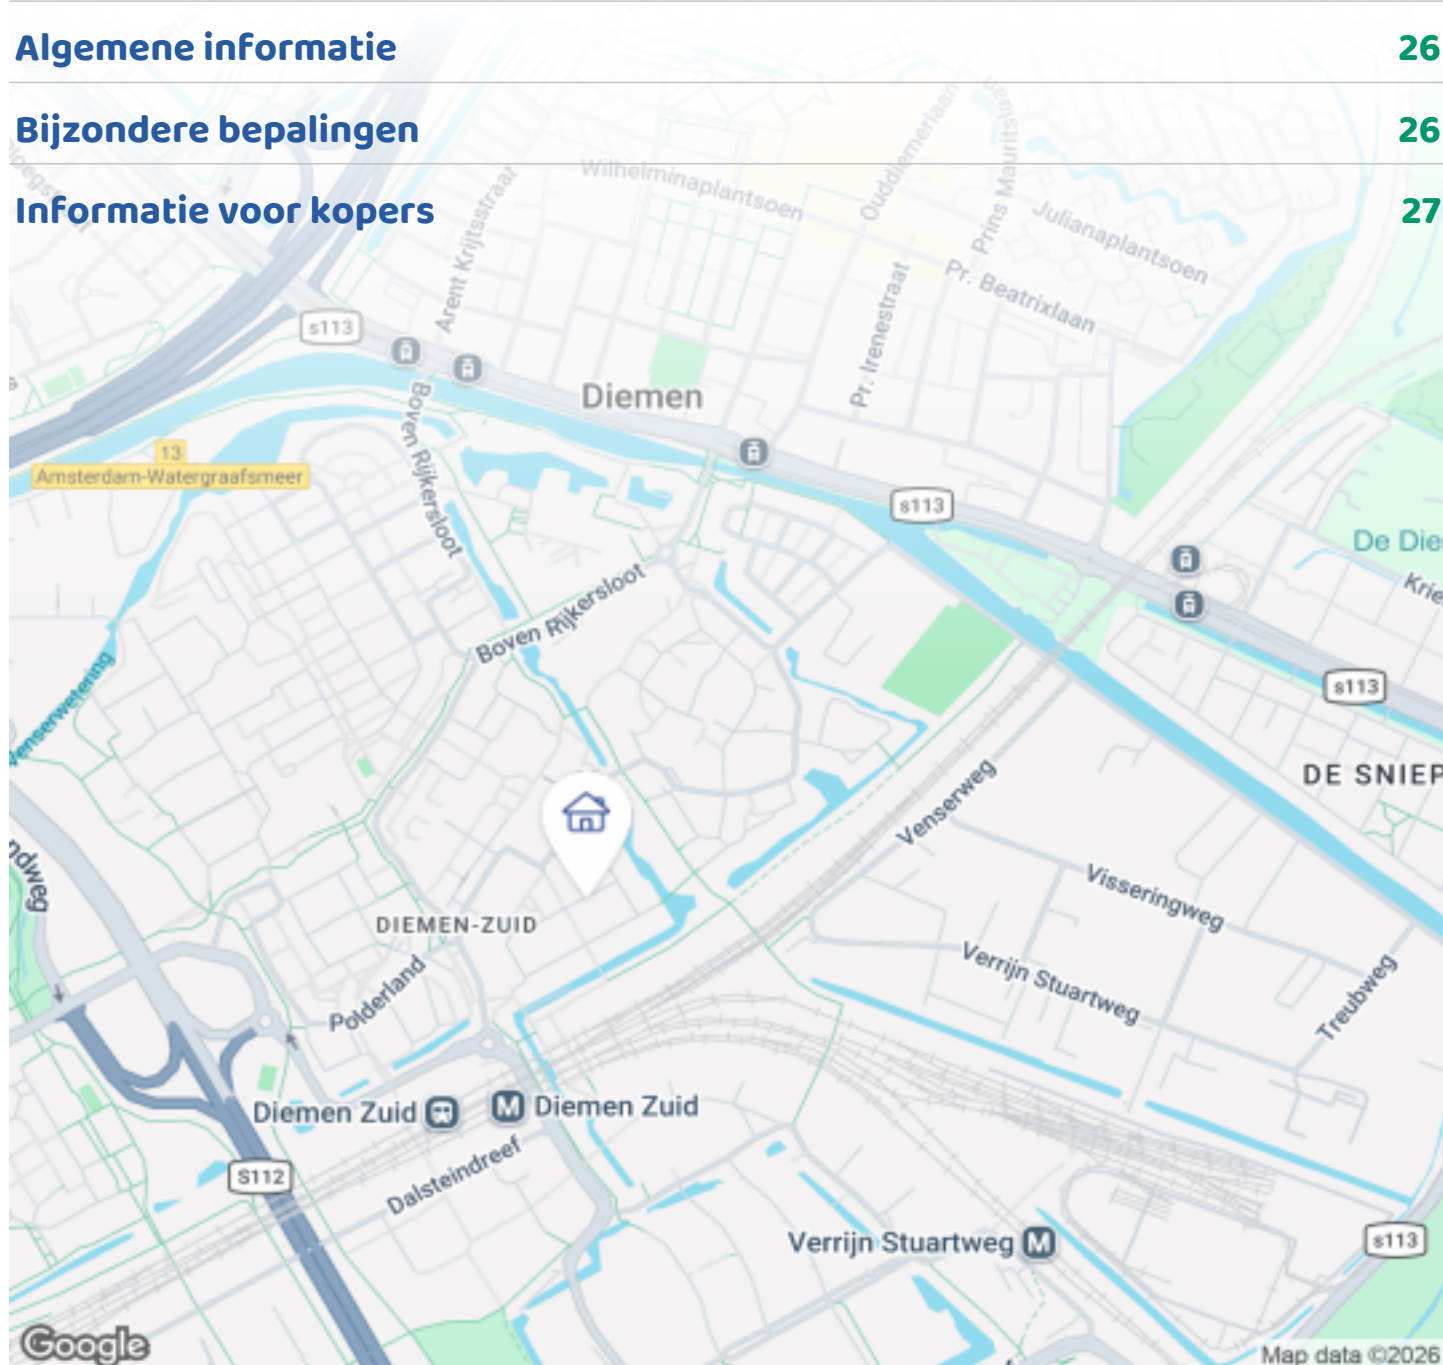 Algemene informatie 26
Bijzondere bepalingen 26
Informatie voor kopers 27
Wilhelminaplantsoen
Ouddiemerlaan
Prins Mauritslaan
Julianaplantsoen
Arent Krijtsstraat
Pr. Beatrixlaan
Pr. Irenestraat
s113
Diemen
Boven Rijkersloot
13
Amsterdam-Watergraafsmeer
s113
De Die
Krie
Boven Rijkersloot
Venserwetering
s113
DE SNIEP
Venserweg
ndweg
Visseringweg
DIEMEN-ZUID
Verrijn Stuartweg
Polderland
Treubweg
Diemen Zuid
M Diemen Zuid
S112
Dalsteindreef
Verrijn Stuartweg M
s113
Google
Map data ©2026